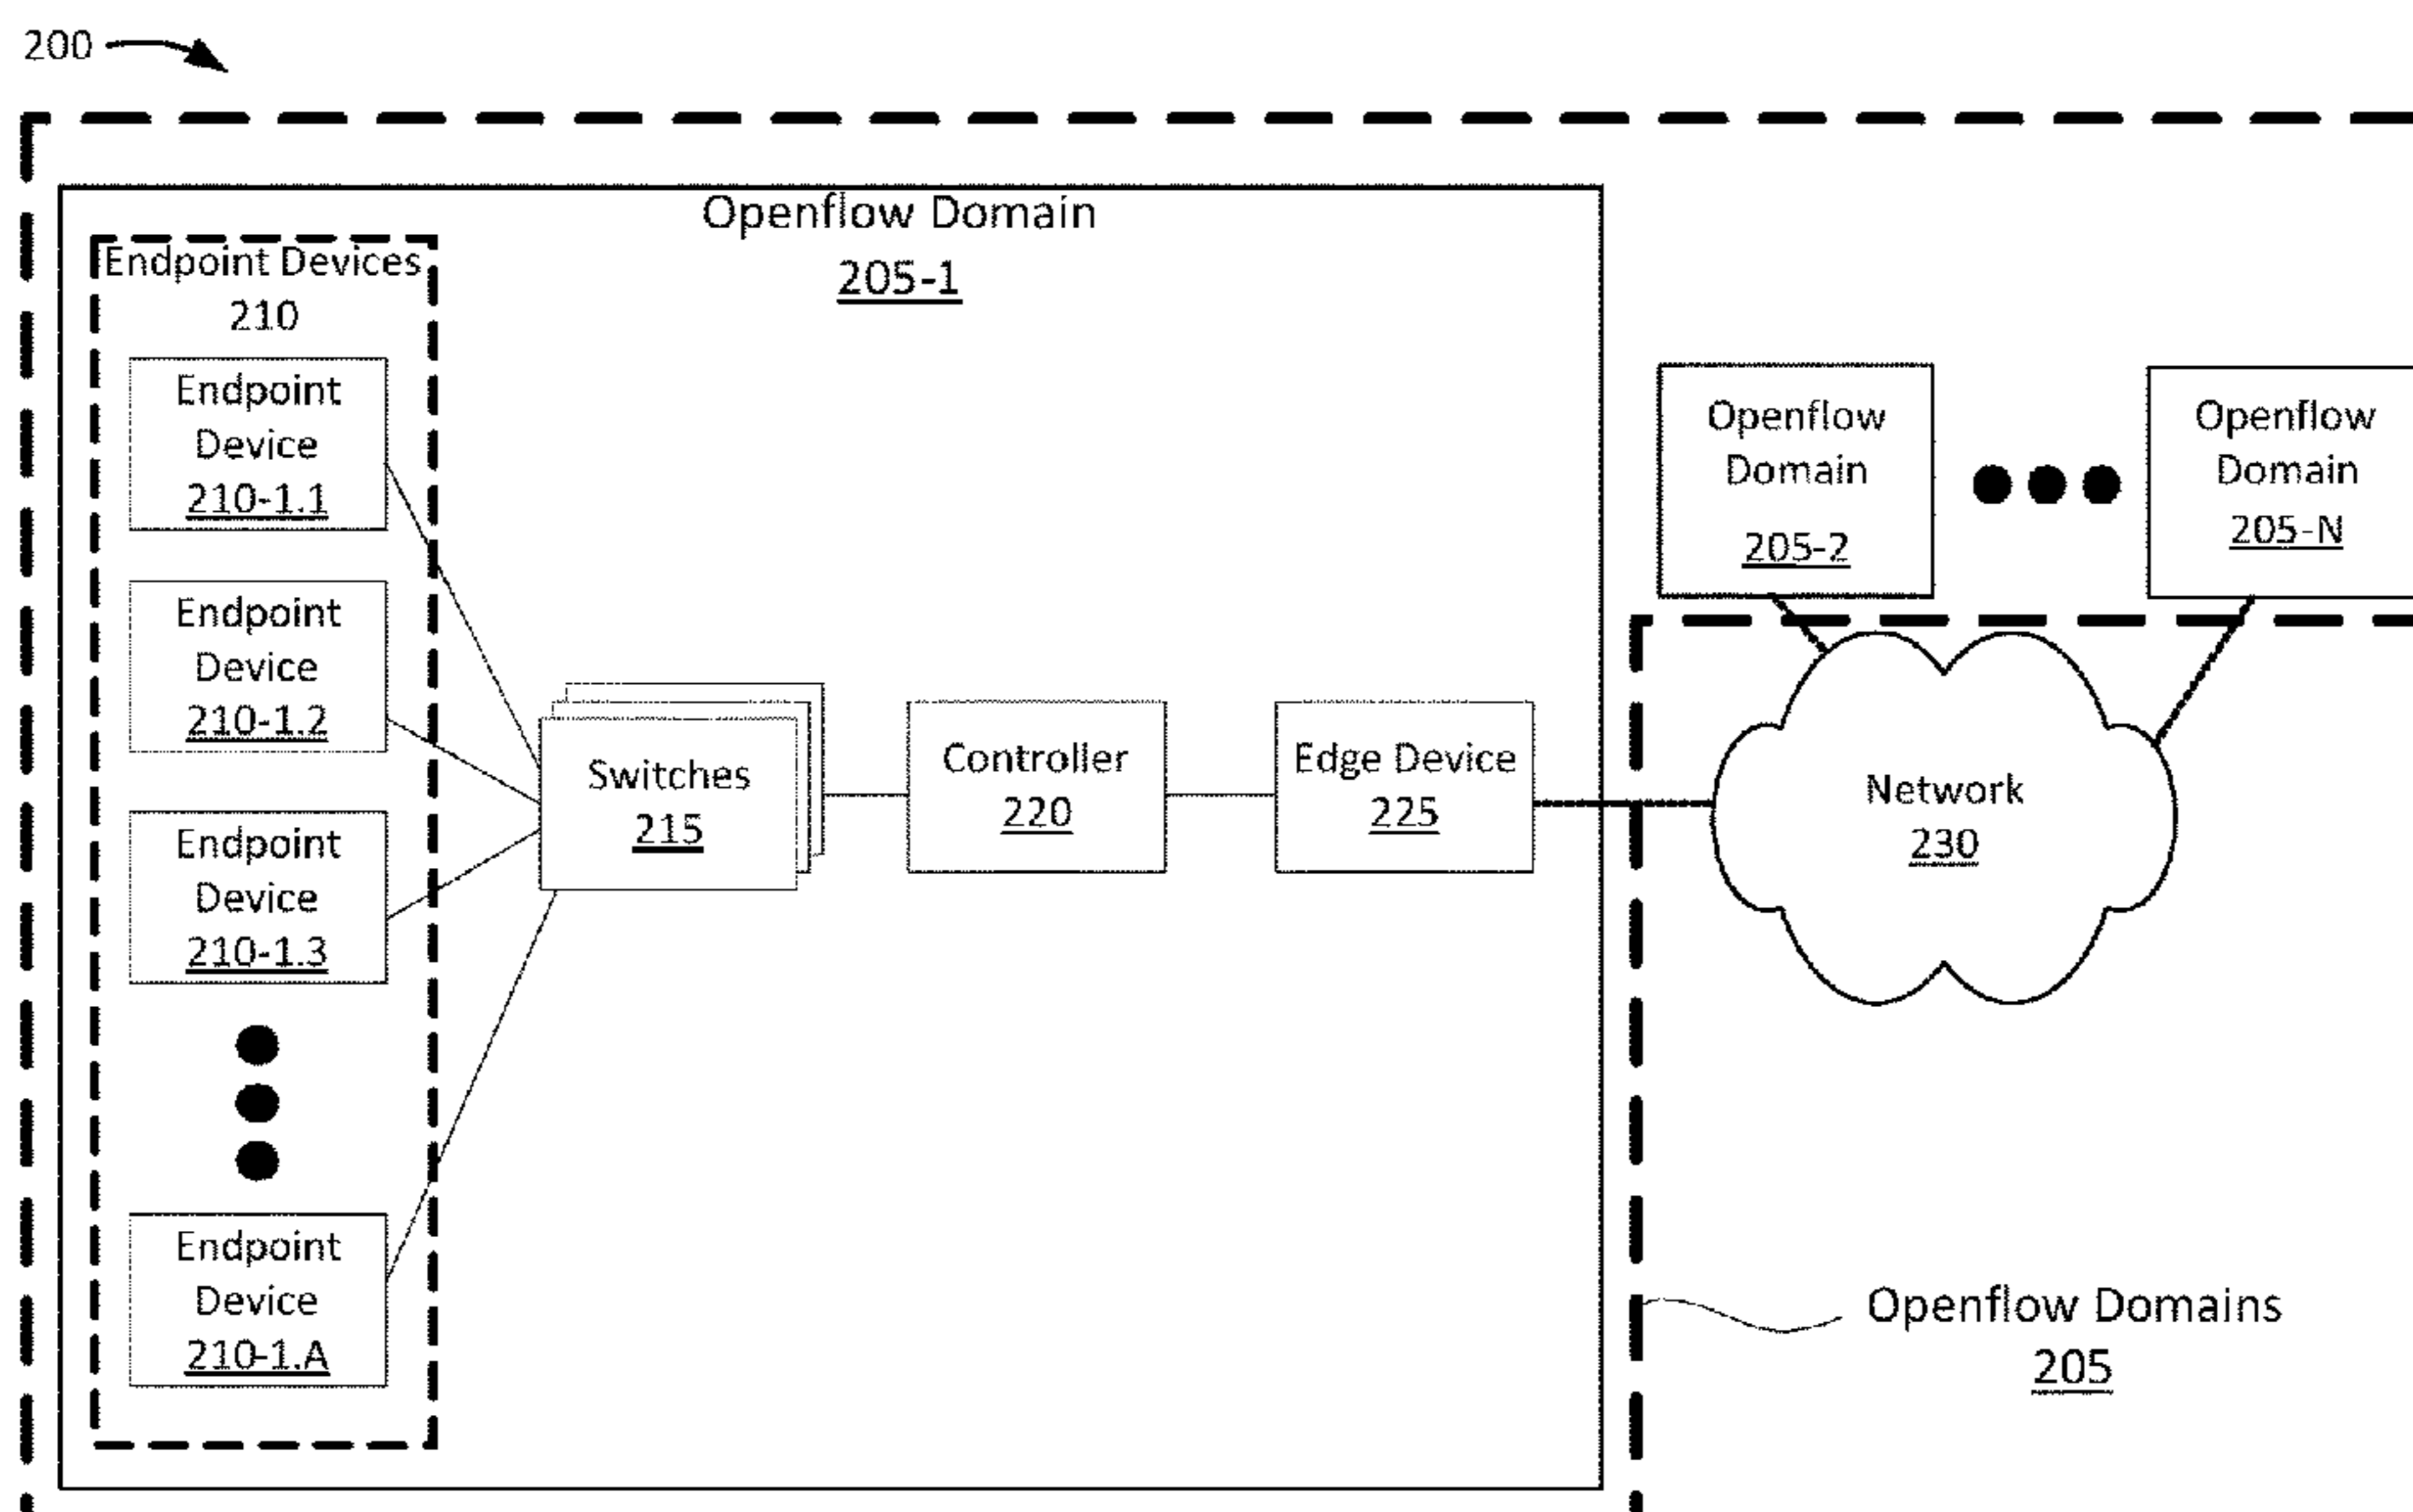 200
Openflow Domain
205-1
Endpoint Devices
210
Endpoint
Device
210-1.1
Endpoint
Device
210-1.2
Endpoint
Device
210-1.3
Endpoint
Device
210-1.A
Switches
215
Controller
220
Edge Device
225
Openflow
Domain
205-2
Openflow
Domain
205-N
Network
230
Openflow Domains
205